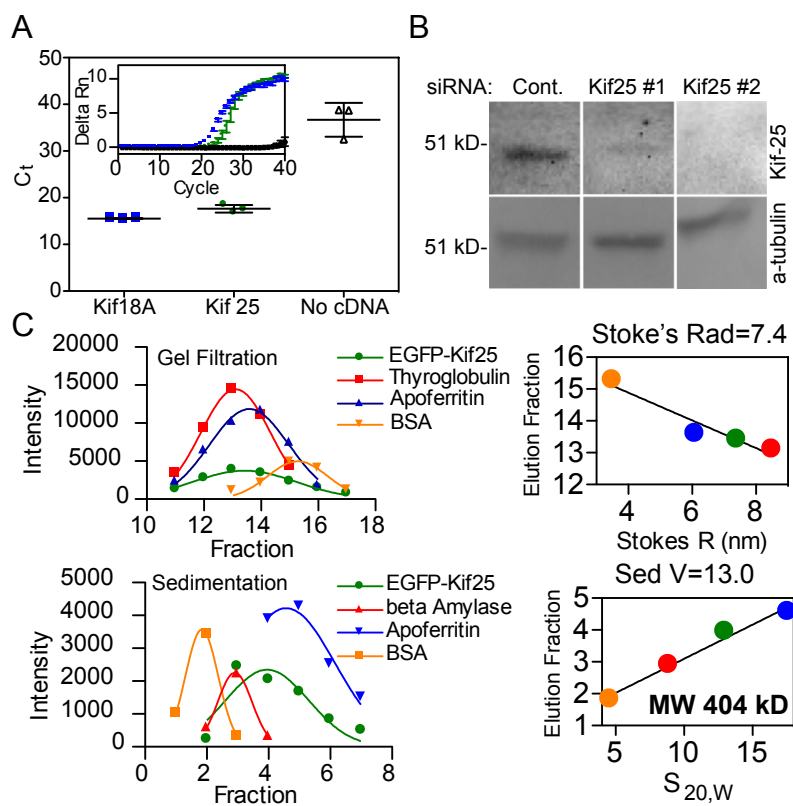 A
50
40
30
20
10
0
C_t
Kif18A
Kif 25
No cDNA
10
5
0
Delta Rn
10
20
30
40
Cycle
B
siRNA:
Cont.
Kif25 #1
Kif25 #2
51 kD-
Kif-25
51 kD-
a-tubulin
C
20000
15000
10000
5000
0
Intensity
Gel Filtration
EGFP-Kif25
Thyroglobulin
Apoferritin
BSA
10
12
14
16
18
Fraction
Stoke's Rad=7.4
16
15
14
13
12
Elution Fraction
4
6
8
Stokes R (nm)
5000
4000
3000
2000
1000
0
Intensity
Sedimentation
EGFP-Kif25
beta Amylase
Apoferritin
BSA
0
2
4
6
8
Fraction
Sed V=13.0
5
4
3
2
1
Elution Fraction
MW 404 kD
5
10
15
S20,W